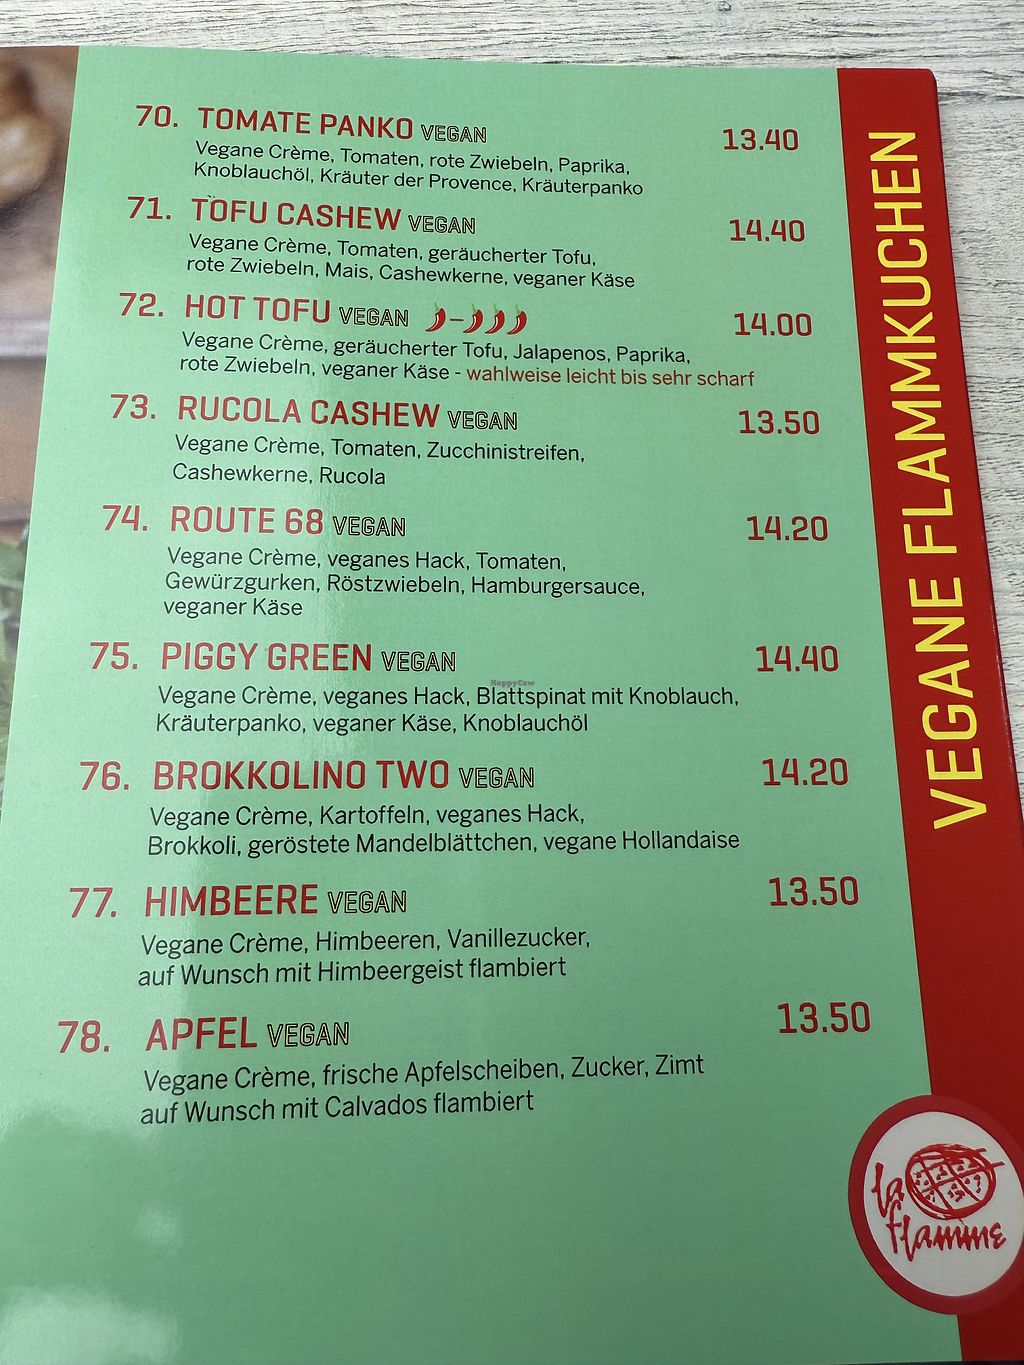 70. TOMATE PANKO VEGAN 13.40
Vegane Crème, Tomaten, rote Zwiebeln, Paprika,
Knoblauchöl, Kräuter der Provence, Kräuterpanko
71. TOFU CASHEW VEGAN 14.40
Vegane Crème, Tomaten, geräucherter Tofu,
rote Zwiebeln, Mais, Cashewkerne, veganer Käse
72. HOT TOFU VEGAN 14.00
Vegane Crème, geräucherter Tofu, Jalapenos, Paprika,
rote Zwiebeln, veganer Käse - wahlweise leicht bis sehr scharf
73. RUCOLA CASHEW VEGAN 13.50
Vegane Crème, Tomaten, Zucchinistreifen,
Cashewkerne, Rucola
74. ROUTE 68 VEGAN 14.20
Vegane Crème, veganes Hack, Tomaten,
Gewürzgurken, Röstzwiebeln, Hamburgersauce,
veganer Käse
75. PIGGY GREEN VEGAN 14.40
Vegane Crème, veganes Hack, Blattspinat mit Knoblauch,
Kräuterpanko, veganer Käse, Knoblauchöl
76. BROKKOLINO TWO VEGAN 14.20
Vegane Crème, Kartoffeln, veganes Hack,
Brokkoli, geröstete Mandelblättchen, vegane Hollandaise
77. HIMBEERE VEGAN 13.50
Vegane Crème, Himbeeren, Vanillezucker,
auf Wunsch mit Himbeergeist flambiert
78. APFEL VEGAN 13.50
Vegane Crème, frische Apfelscheiben, Zucker, Zimt
auf Wunsch mit Calvados flambiert
VEGANE FLAMMKUCHEN
la
flamme
HappyCow